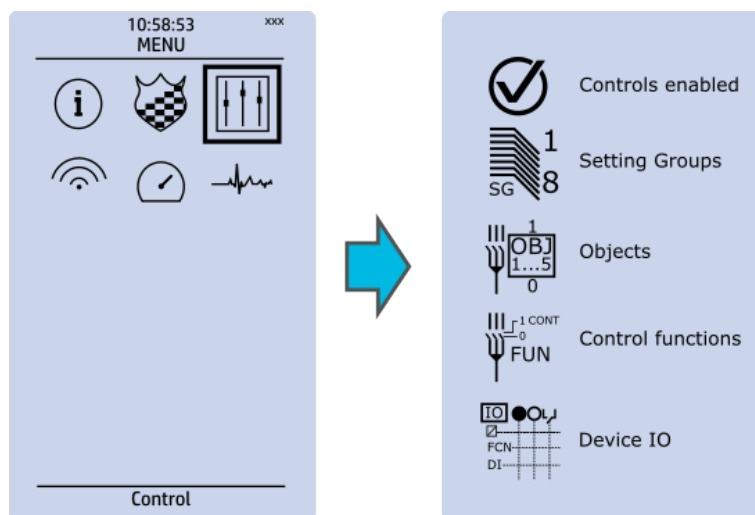 10:58:53 xxx
MENU
i
Control
Controls enabled
1
SG 8
Setting Groups
1
OBJ
1...5
0
Objects
1 CONT
0
FUN
Control functions
IO
FCN
DI
Device IO